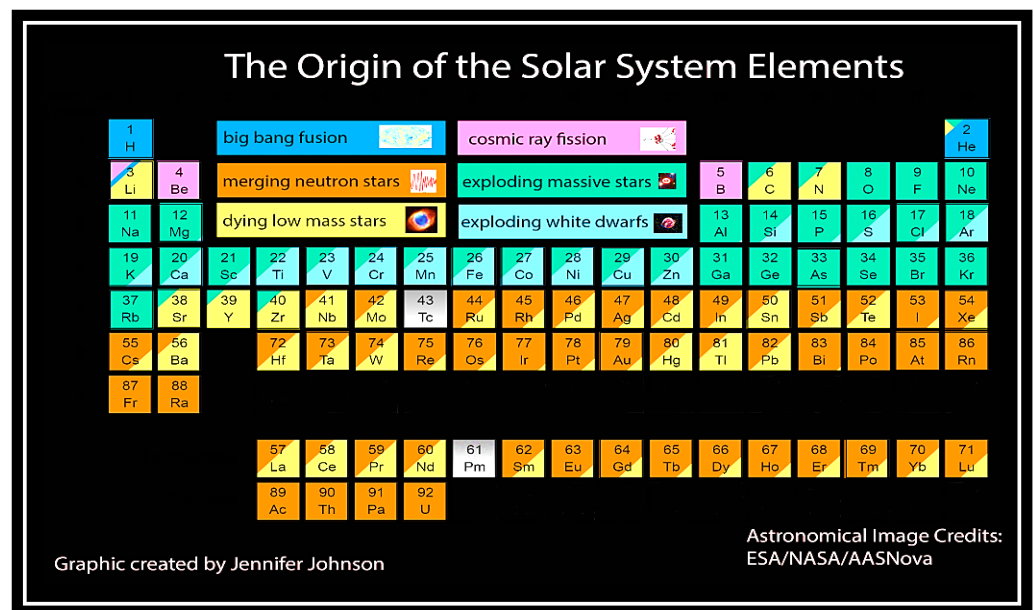 The Origin of the Solar System Elements
1
H
big bang fusion
cosmic ray fission
2
He
3
Li
4
Be
merging neutron stars
exploding massive stars
5
B
6
C
7
N
8
O
9
F
10
Ne
11
Na
12
Mg
dying low mass stars
exploding white dwarfs
13
Al
14
Si
15
P
16
S
17
Cl
18
Ar
19
K
20
Ca
21
Sc
22
Ti
23
V
24
Cr
25
Mn
26
Fe
27
Co
28
Ni
29
Cu
30
Zn
31
Ga
32
Ge
33
As
34
Se
35
Br
36
Kr
37
Rb
38
Sr
39
Y
40
Zr
41
Nb
42
Mo
43
Tc
44
Ru
45
Rh
46
Pd
47
Ag
48
Cd
49
In
50
Sn
51
Sb
52
Te
53
I
54
Xe
55
Cs
56
Ba
72
Hf
73
Ta
74
W
75
Re
76
Os
77
Ir
78
Pt
79
Au
80
Hg
81
Tl
82
Pb
83
Bi
84
Po
85
At
86
Rn
87
Fr
88
Ra
57
La
58
Ce
59
Pr
60
Nd
61
Pm
62
Sm
63
Eu
64
Gd
65
Tb
66
Dy
67
Ho
68
Er
69
Tm
70
Yb
71
Lu
89
Ac
90
Th
91
Pa
92
U
Graphic created by Jennifer Johnson
Astronomical Image Credits:
ESA/NASA/AASNova